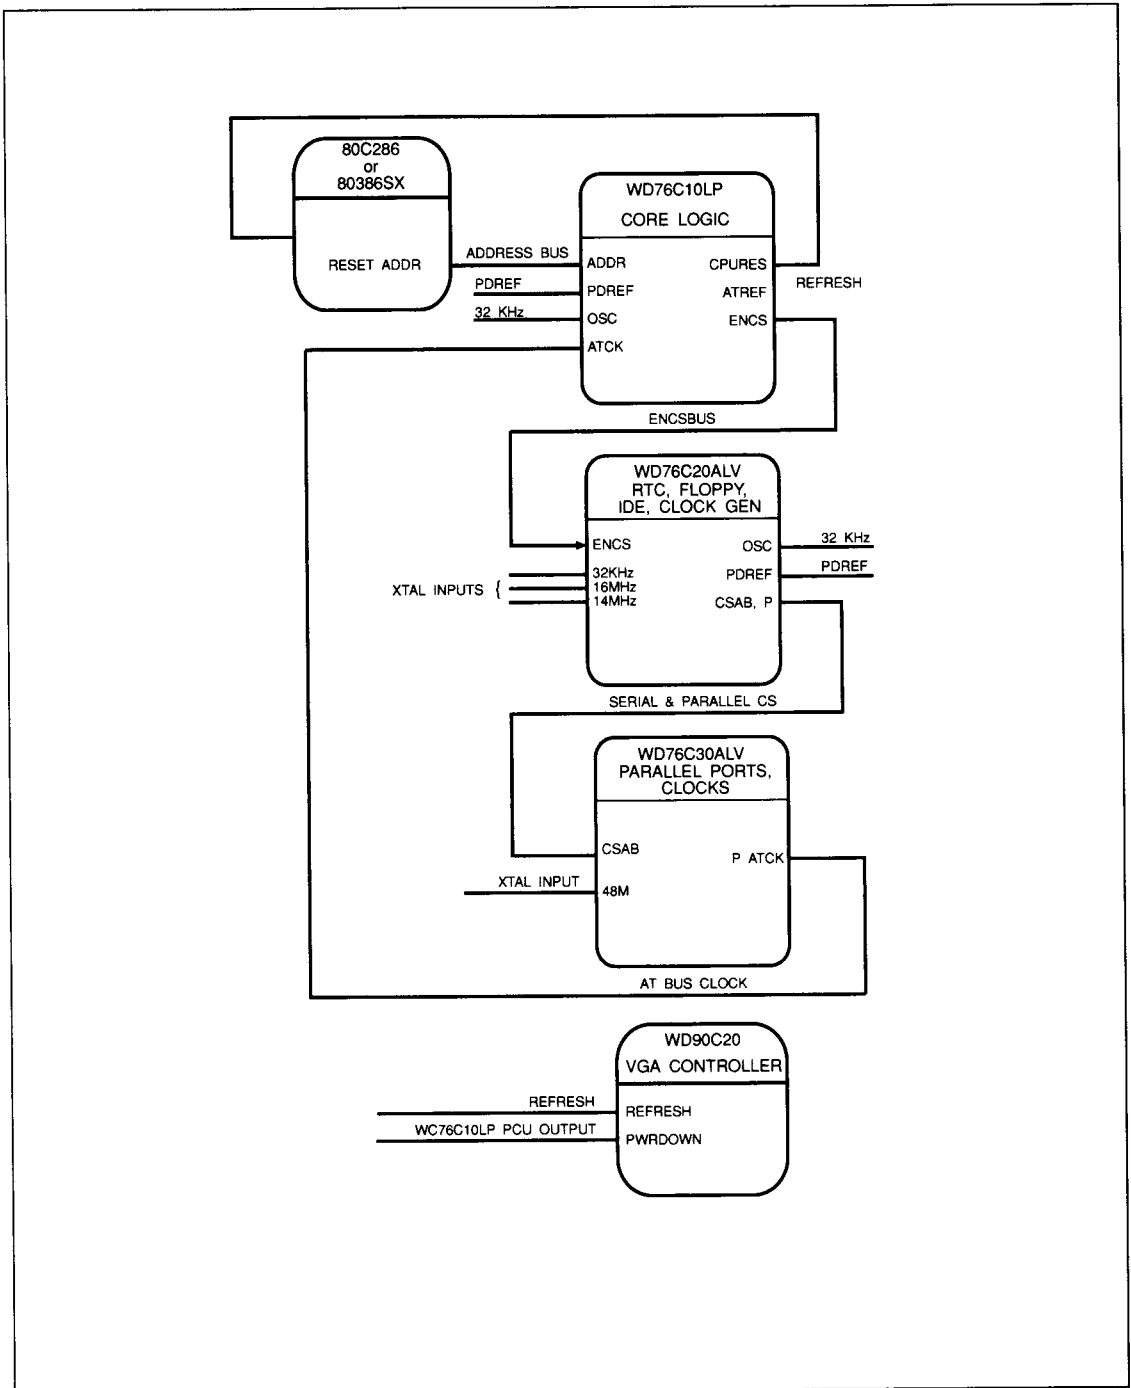 80C286
or
80386SX
RESET ADDR
ADDRESS BUS
PDREF
32 KHz
WD76C10LP
CORE LOGIC
ADDR
PDREF
OSC
ATCK
CPURES
ATREF
ENCS
REFRESH
ENCSBUS
WD76C20ALV
RTC, FLOPPY,
IDE, CLOCK GEN
ENCS
32KHz
16MHz
14MHz
XTAL INPUTS {
OSC
PDREF
CSAB, P
32 KHz
PDREF
SERIAL & PARALLEL CS
WD76C30ALV
PARALLEL PORTS,
CLOCKS
CSAB
P ATCK
XTAL INPUT
48M
AT BUS CLOCK
WD90C20
VGA CONTROLLER
REFRESH
REFRESH
WC76C10LP PCU OUTPUT
PWRDOWN